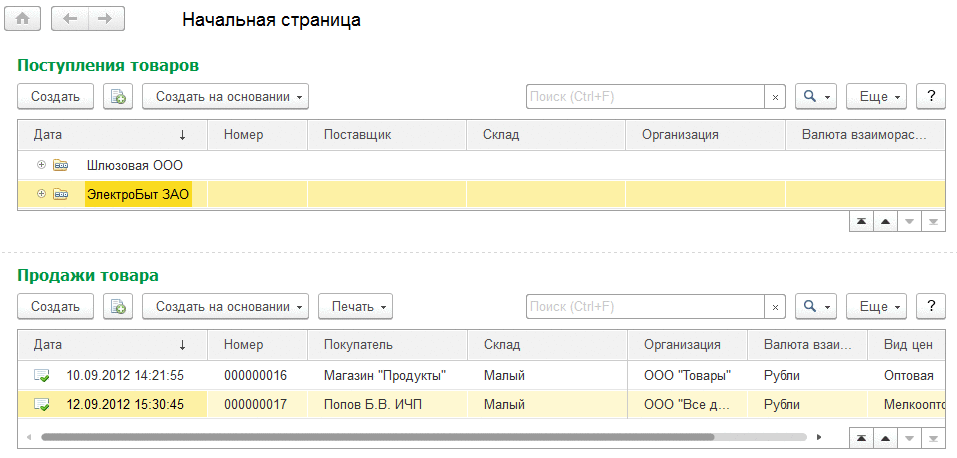 Начальная страница
Поступления товаров
Создать Создать на основании Поиск (Ctrl+F) × Еще ?
Дата ↓ Номер Поставщик Склад Организация Валюта взаиморас...
Шлюзовая ООО
ЭлектроБыт ЗАО
Продажи товара
Создать Создать на основании Печать Поиск (Ctrl+F) × Еще ?
Дата ↓ Номер Покупатель Склад Организация Валюта взаи... Вид цен
10.09.2012 14:21:55 000000016 Магазин "Продукты" Малый ООО "Товары" Рубли Оптовая
12.09.2012 15:30:45 000000017 Попов Б.В. ИЧП Малый ООО "Все д... Рубли Мелкоопто